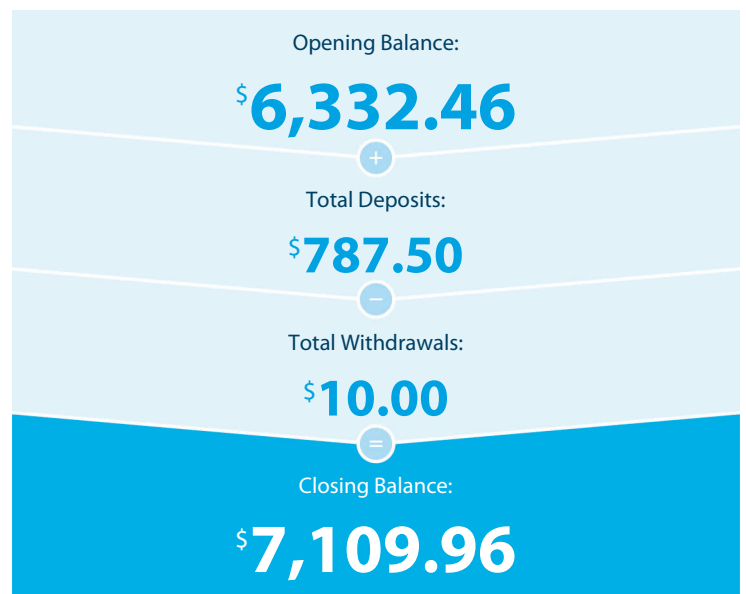 Opening Balance:
$6,332.46
+
Total Deposits:
$787.50
−
Total Withdrawals:
$10.00
=
Closing Balance:
$7,109.96